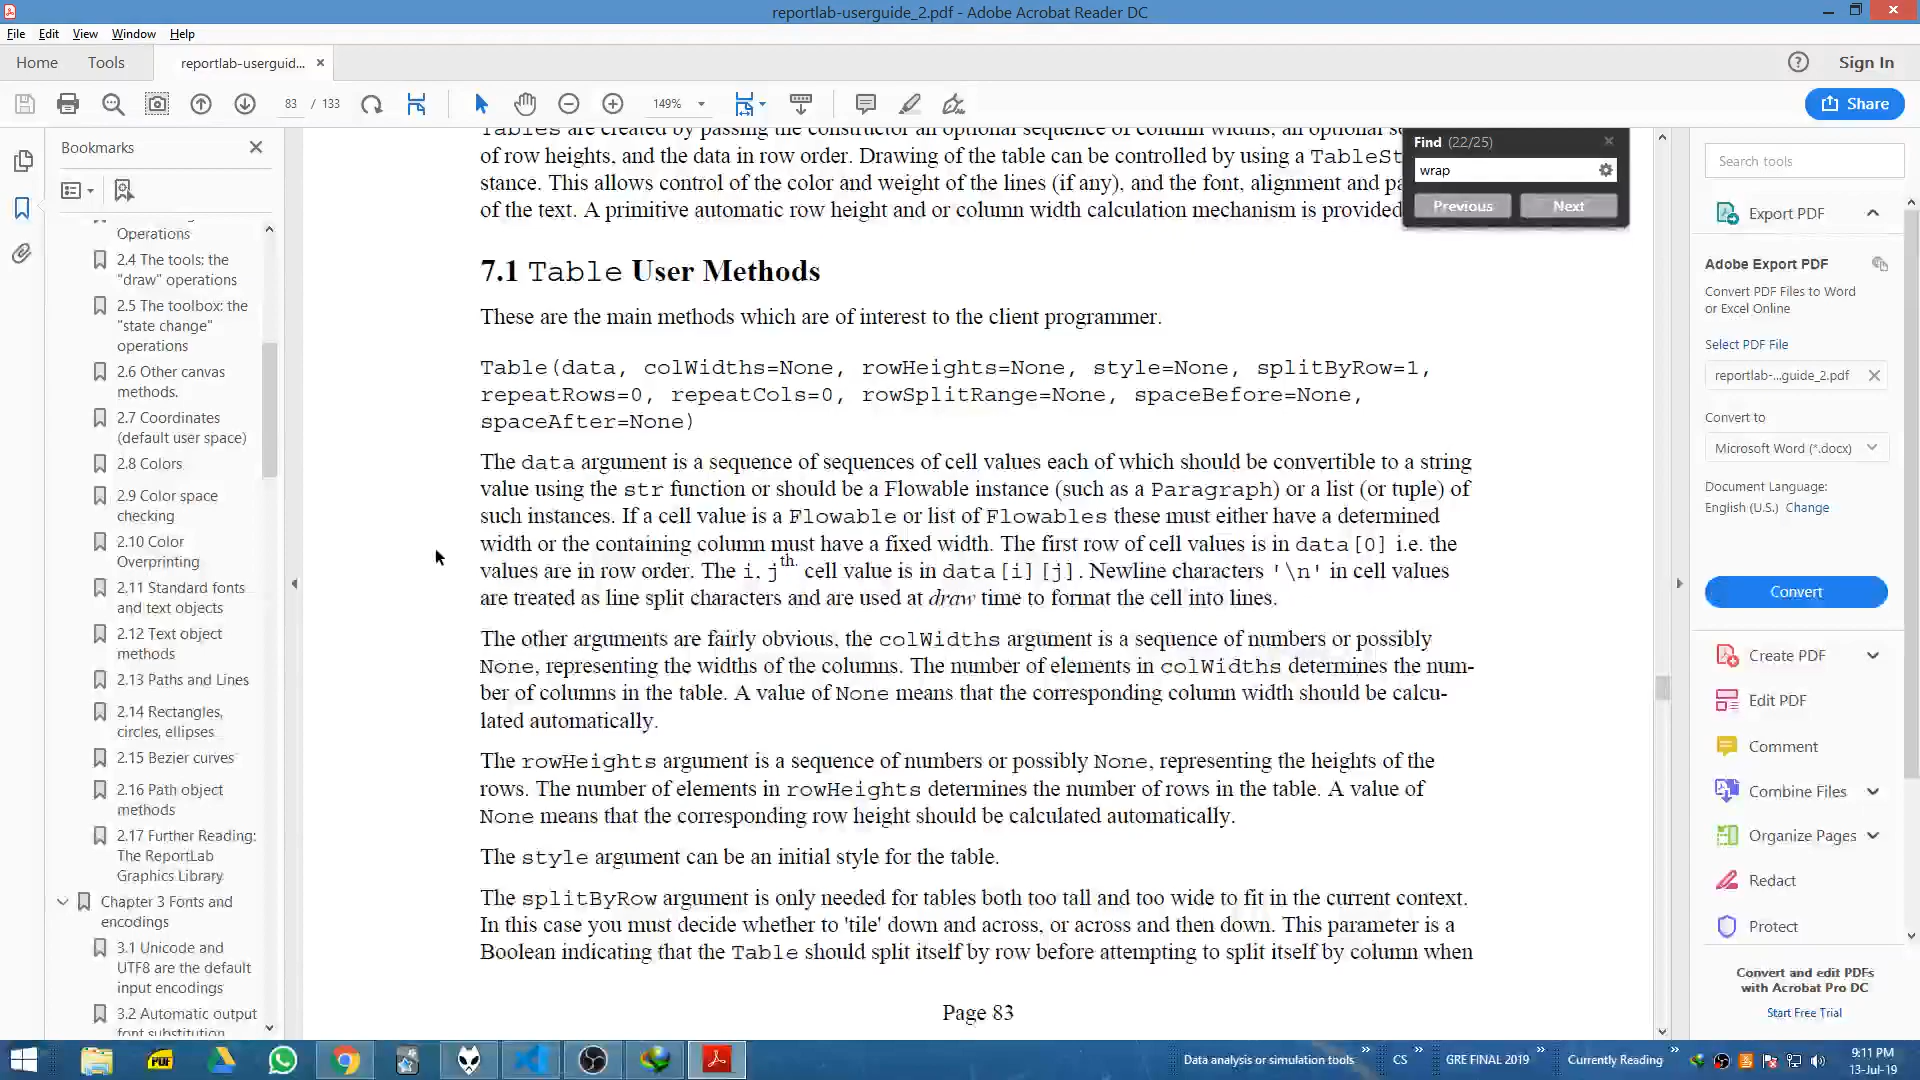 reportlab-userguide_2.pdf - Adobe Acrobat Reader DC
File Edit View Window Help
Home Tools reportlab-userguid... × Sign In
83 / 133 149% Share
Bookmarks
Operations
2.4 The tools: the
"draw" operations
2.5 The toolbox: the
"state change"
operations
2.6 Other canvas
methods.
2.7 Coordinates
(default user space)
2.8 Colors
2.9 Color space
checking
2.10 Color
Overprinting
2.11 Standard fonts
and text objects
2.12 Text object
methods
2.13 Paths and Lines
2.14 Rectangles,
circles, ellipses
2.15 Bezier curves
2.16 Path object
methods
2.17 Further Reading:
The ReportLab
Graphics Library
Chapter 3 Fonts and
encodings
3.1 Unicode and
UTF8 are the default
input encodings
3.2 Automatic output
font substitution
Tables are created by passing the constructor an optional sequence of column widths, an optional
of row heights, and the data in row order. Drawing of the table can be controlled by using a TableSt
stance. This allows control of the color and weight of the lines (if any), and the font, alignment and pa
of the text. A primitive automatic row height and or column width calculation mechanism is provided
7.1 Table User Methods
These are the main methods which are of interest to the client programmer.
Table(data, colWidths=None, rowHeights=None, style=None, splitByRow=1,
repeatRows=0, repeatCols=0, rowSplitRange=None, spaceBefore=None,
spaceAfter=None)
The data argument is a sequence of sequences of cell values each of which should be convertible to a string
value using the str function or should be a Flowable instance (such as a Paragraph) or a list (or tuple) of
such instances. If a cell value is a Flowable or list of Flowables these must either have a determined
width or the containing column must have a fixed width. The first row of cell values is in data[0] i.e. the
values are in row order. The i, jth. cell value is in data[i][j]. Newline characters '\n' in cell values
are treated as line split characters and are used at draw time to format the cell into lines.
The other arguments are fairly obvious, the colWidths argument is a sequence of numbers or possibly
None, representing the widths of the columns. The number of elements in colWidths determines the num-
ber of columns in the table. A value of None means that the corresponding column width should be calcu-
lated automatically.
The rowHeights argument is a sequence of numbers or possibly None, representing the heights of the
rows. The number of elements in rowHeights determines the number of rows in the table. A value of
None means that the corresponding row height should be calculated automatically.
The style argument can be an initial style for the table.
The splitByRow argument is only needed for tables both too tall and too wide to fit in the current context.
In this case you must decide whether to 'tile' down and across, or across and then down. This parameter is a
Boolean indicating that the Table should split itself by row before attempting to split itself by column when
Page 83
Find (22/25)
wrap
Previous Next
Search tools
Export PDF
Adobe Export PDF
Convert PDF Files to Word
or Excel Online
Select PDF File
reportlab-...guide_2.pdf
Convert to
Microsoft Word (*.docx)
Document Language:
English (U.S.) Change
Convert
Create PDF
Edit PDF
Comment
Combine Files
Organize Pages
Redact
Protect
Convert and edit PDFs
with Acrobat Pro DC
Start Free Trial
PDF
Data analysis or simulation tools » CS » GRE FINAL 2019 » Currently Reading »
9:11 PM
13-Jul-19